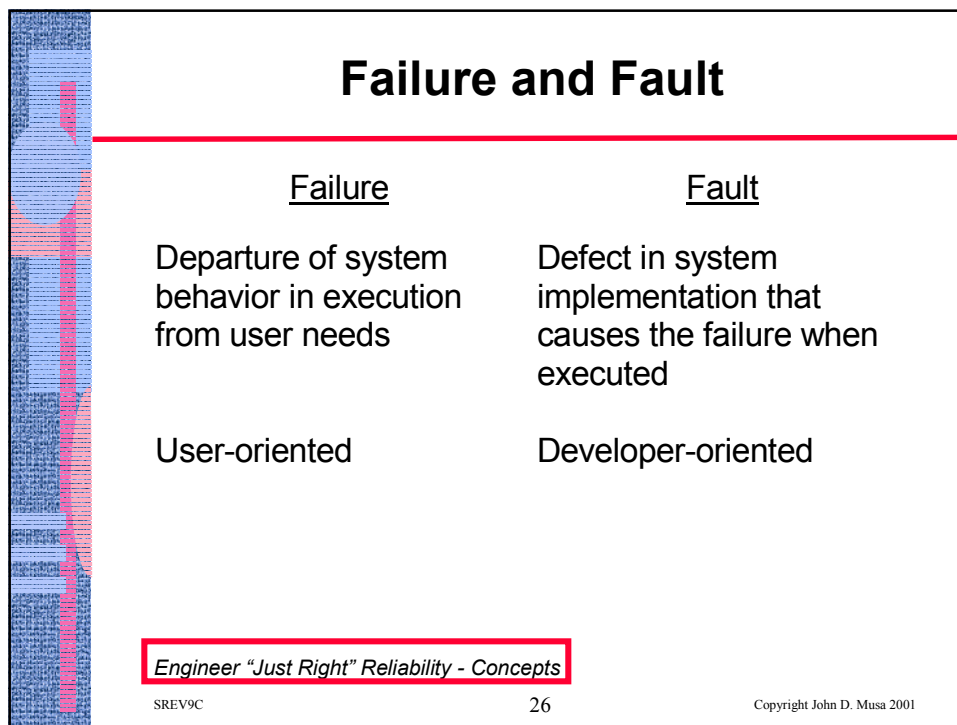 Failure and Fault
Failure
Departure of system
behavior in execution
from user needs
User-oriented
Fault
Defect in system
implementation that
causes the failure when
executed
Developer-oriented
Engineer “Just Right” Reliability - Concepts
SREV9C
26
Copyright John D. Musa 2001